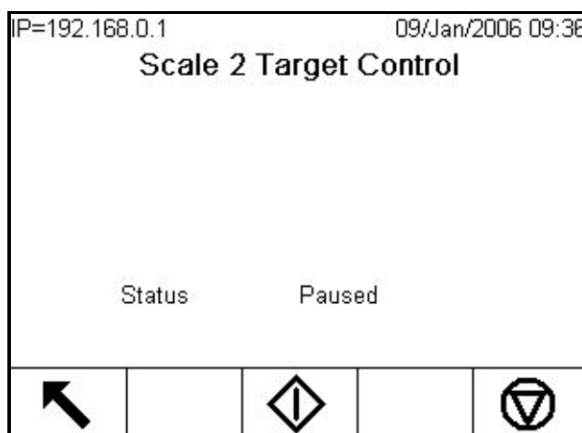 IP=192.168.0.1 09/Jan/2006 09:36
Scale 2 Target Control
Status Paused